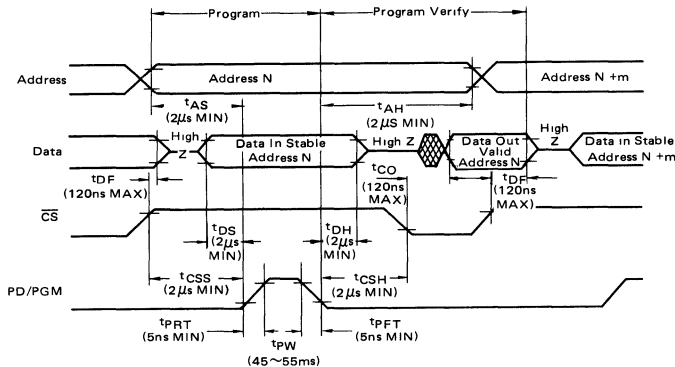 Program
Program Verify
Address
Address N
Address N +m
tAS
(2μs MIN)
tAH
(2μS MIN)
Data
High
Z
Data In Stable
Address N
High Z
Data Out
Valid
Address N
High
Z
Data in Stable
Address N +m
tDF
(120ns MAX)
tCO
(120ns
MAX)
tDF
(120ns
MAX)
CS
tDS
(2μs
MIN)
tDH
(2μs
MIN)
tCSS
(2μs MIN)
tCSH
(2μs MIN)
PD/PGM
tPRT
(5ns MIN)
tPW
(45~55ms)
tPFT
(5ns MIN)